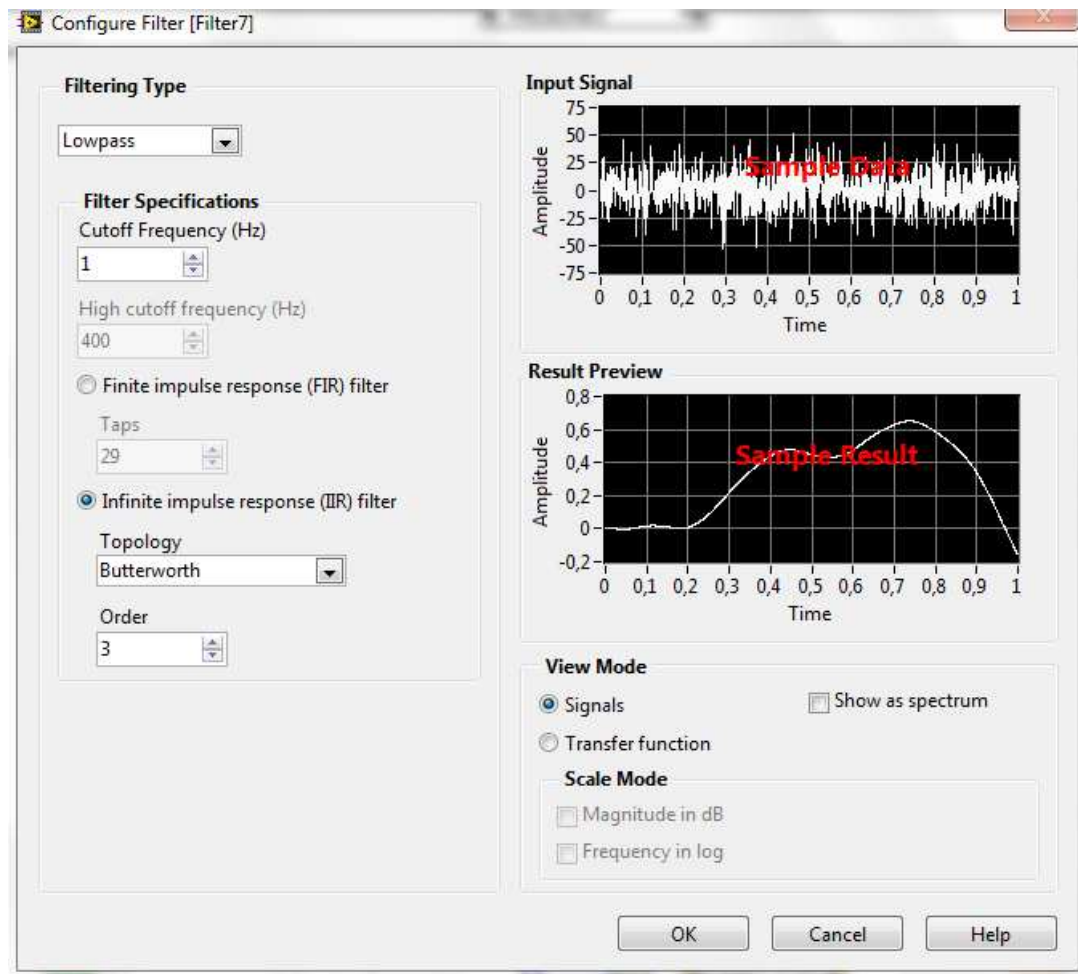 Configure Filter [Filter7]
Filtering Type
Lowpass
Filter Specifications
Cutoff Frequency (Hz)
1
High cutoff frequency (Hz)
400
Finite impulse response (FIR) filter
Taps
29
Infinite impulse response (IIR) filter
Topology
Butterworth
Order
3
Input Signal
75
50
25
0
-25
-50
-75
Amplitude
Sample Data
0 0,1 0,2 0,3 0,4 0,5 0,6 0,7 0,8 0,9 1
Time
Result Preview
0,8
0,6
0,4
0,2
0
-0,2
Amplitude
Sample Result
0 0,1 0,2 0,3 0,4 0,5 0,6 0,7 0,8 0,9 1
Time
View Mode
Signals
Show as spectrum
Transfer function
Scale Mode
Magnitude in dB
Frequency in log
OK Cancel Help